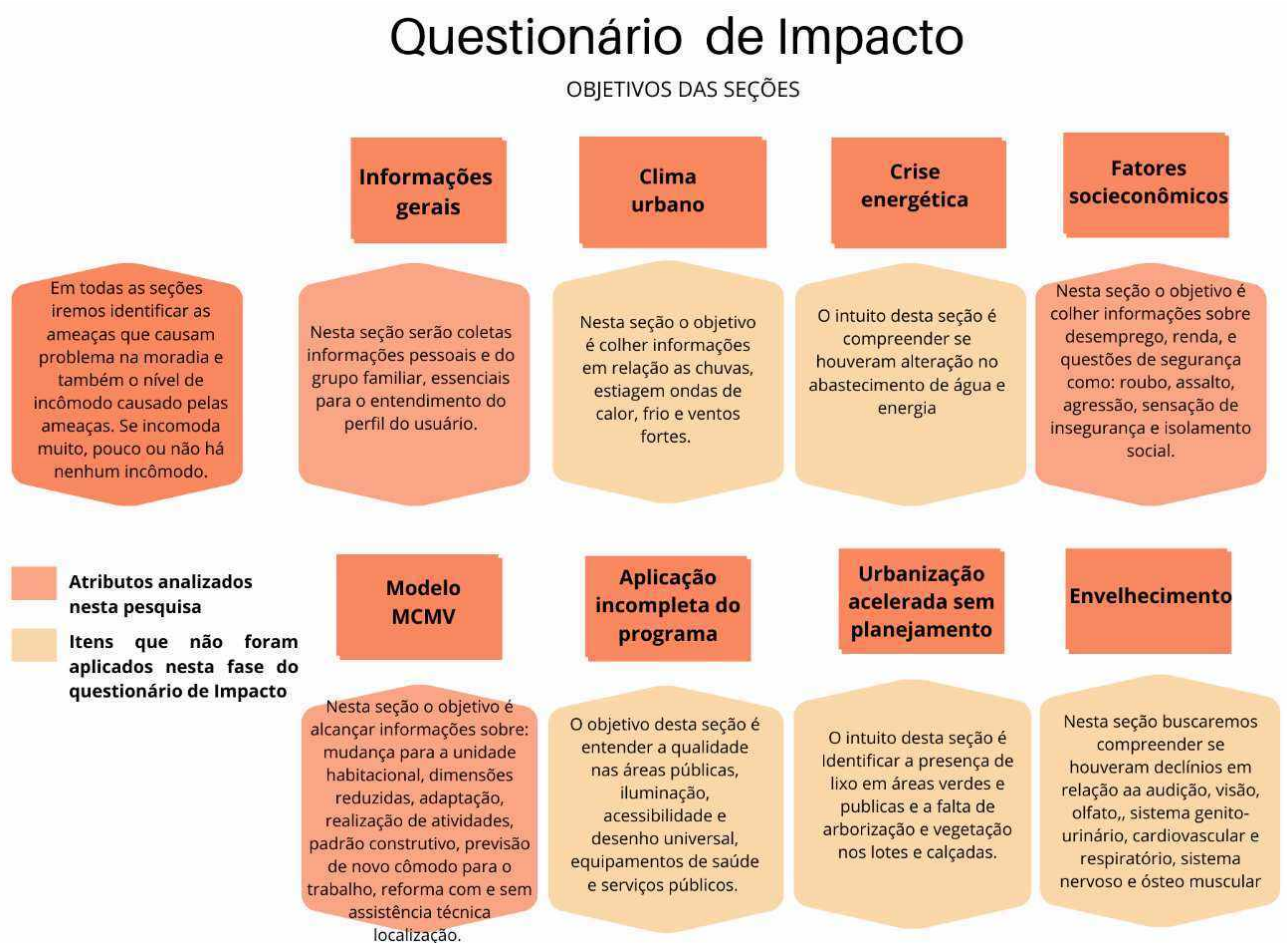 Questionário de Impacto
OBJETIVOS DAS SEÇÕES
Informações
gerais
Clima
urbano
Crise
energética
Fatores
socieconômicos
Em todas as seções
iremos identificar as
ameaças que causam
problema na moradia e
também o nível de
incômodo causado pelas
ameaças. Se incomoda
muito, pouco ou não há
nenhum incômodo.
Nesta seção serão coletas
informações pessoais e do
grupo familiar, essenciais
para o entendimento do
perfil do usuário.
Nesta seção o objetivo
é colher informações
em relação as chuvas,
estiagem ondas de
calor, frio e ventos
fortes.
O intuito desta seção é
compreender se
houveram alteração no
abastecimento de água e
energia
Nesta seção o objetivo é
colher informações sobre
desemprego, renda, e
questões de segurança
como: roubo, assalto,
agressão, sensação de
insegurança e isolamento
social.
Atributos analizados
nesta pesquisa
Itens que não foram
aplicados nesta fase do
questionário de Impacto
Modelo
MCMV
Aplicação
incompleta do
programa
Urbanização
acelerada sem
planejamento
Envelhecimento
Nesta seção o objetivo é
alcançar informações sobre:
mudança para a unidade
habitacional, dimensões
reduzidas, adaptação,
realização de atividades,
padrão construtivo, previsão
de novo cômodo para o
trabalho, reforma com e sem
assistência técnica
localização.
O objetivo desta seção é
entender a qualidade
nas áreas públicas,
iluminação,
acessibilidade e
desenho universal,
equipamentos de saúde
e serviços públicos.
O intuito desta seção é
Identificar a presença de
lixo em áreas verdes e
publicas e a falta de
arborização e vegetação
nos lotes e calçadas.
Nesta seção buscaremos
compreender se
houveram declínios em
relação aa audição, visão,
olfato,, sistema genito-
urinário, cardiovascular e
respiratório, sistema
nervoso e ósteo muscular